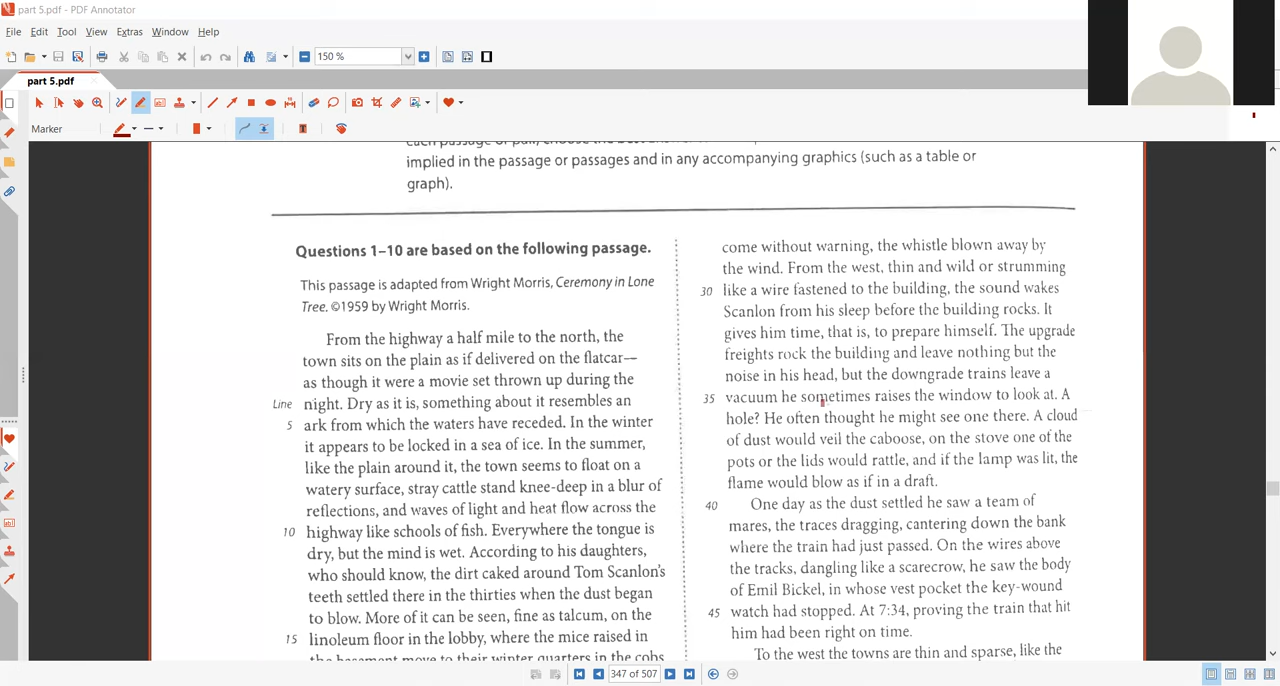 part 5.pdf - PDF Annotator
File Edit Tool View Extras Window Help
150 %
part 5.pdf
Marker
implied in the passage or passages and in any accompanying graphics (such as a table or
graph).
Questions 1–10 are based on the following passage.
This passage is adapted from Wright Morris, Ceremony in Lone
Tree. ©1959 by Wright Morris.
From the highway a half mile to the north, the
town sits on the plain as if delivered on the flatcar—
as though it were a movie set thrown up during the
Line night. Dry as it is, something about it resembles an
5 ark from which the waters have receded. In the winter
it appears to be locked in a sea of ice. In the summer,
like the plain around it, the town seems to float on a
watery surface, stray cattle stand knee-deep in a blur of
reflections, and waves of light and heat flow across the
10 highway like schools of fish. Everywhere the tongue is
dry, but the mind is wet. According to his daughters,
who should know, the dirt caked around Tom Scanlon's
teeth settled there in the thirties when the dust began
to blow. More of it can be seen, fine as talcum, on the
15 linoleum floor in the lobby, where the mice raised in
the basement move to their winter quarters in the cobs
come without warning, the whistle blown away by
the wind. From the west, thin and wild or strumming
30 like a wire fastened to the building, the sound wakes
Scanlon from his sleep before the building rocks. It
gives him time, that is, to prepare himself. The upgrade
freights rock the building and leave nothing but the
noise in his head, but the downgrade trains leave a
35 vacuum he sometimes raises the window to look at. A
hole? He often thought he might see one there. A cloud
of dust would veil the caboose, on the stove one of the
pots or the lids would rattle, and if the lamp was lit, the
flame would blow as if in a draft.
40 One day as the dust settled he saw a team of
mares, the traces dragging, cantering down the bank
where the train had just passed. On the wires above
the tracks, dangling like a scarecrow, he saw the body
of Emil Bickel, in whose vest pocket the key-wound
45 watch had stopped. At 7:34, proving the train that hit
him had been right on time.
To the west the towns are thin and sparse, like the
347 of 507